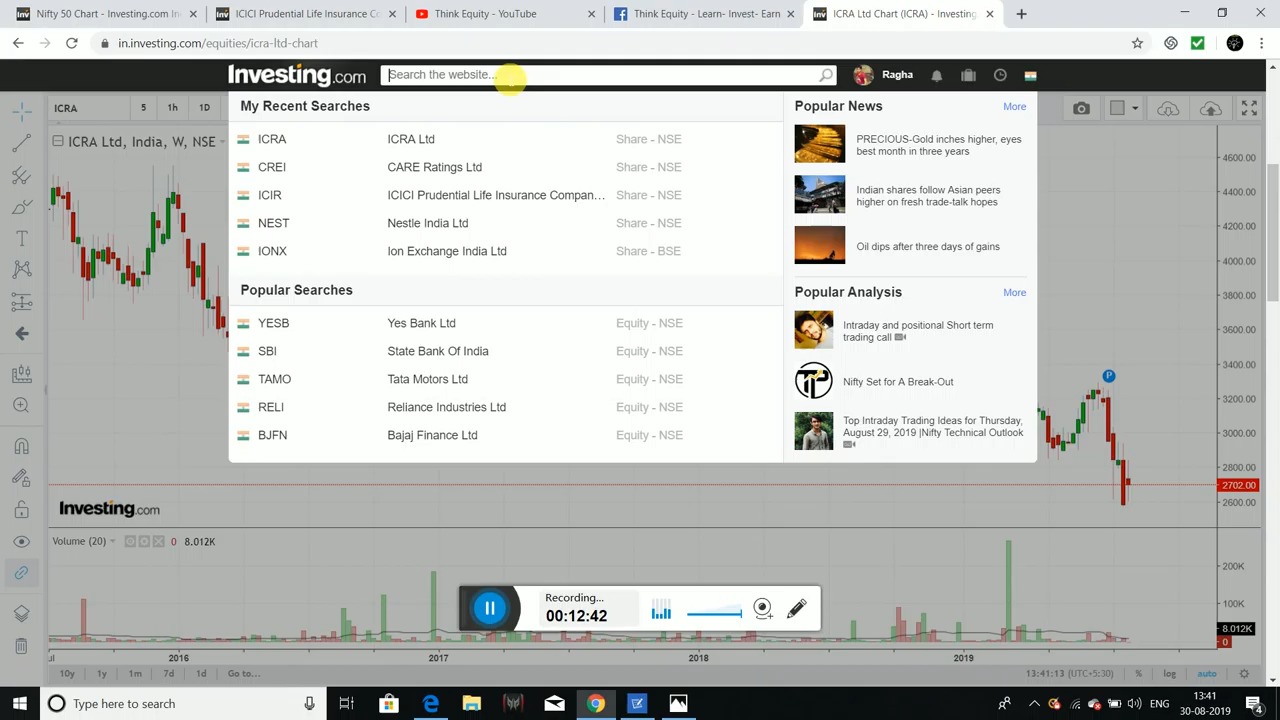 Nifty 50 Chart - Investing.com In
ICICI Prudential Life Insurance Co
Think Equity - YouTube
Think Equity - Learn- Invest- Earn
ICRA Ltd Chart (ICRA) - Investing
in.investing.com/equities/icra-ltd-chart
Investing.com
Search the website...
Ragha
ICRA
5
1h
1D
ICRA Ltd, India, W, NSE
My Recent Searches
ICRA ICRA Ltd Share - NSE
CREI CARE Ratings Ltd Share - NSE
ICIR ICICI Prudential Life Insurance Compan... Share - NSE
NEST Nestle India Ltd Share - NSE
IONX Ion Exchange India Ltd Share - BSE
Popular Searches
YESB Yes Bank Ltd Equity - NSE
SBI State Bank Of India Equity - NSE
TAMO Tata Motors Ltd Equity - NSE
RELI Reliance Industries Ltd Equity - NSE
BJFN Bajaj Finance Ltd Equity - NSE
Popular News More
PRECIOUS-Gold inches higher, eyes
best month in three years
Indian shares follow Asian peers
higher on fresh trade-talk hopes
Oil dips after three days of gains
Popular Analysis More
Intraday and positional Short term
trading call
Nifty Set for A Break-Out
Top Intraday Trading Ideas for Thursday,
August 29, 2019 |Nifty Technical Outlook
P
4600.00
4400.00
4200.00
4000.00
3800.00
3600.00
3400.00
3200.00
3000.00
2800.00
2702.00
2600.00
Investing.com
Volume (20) 0 8.012K
200K
100K
8.012K
0
Recording...
00:12:42
2016 2017 2018 2019
10y 1y 1m 7d 1d Go to...
13:41:13 (UTC+5:30) % log auto
Type here to search
ENG
13:41
30-08-2019
4